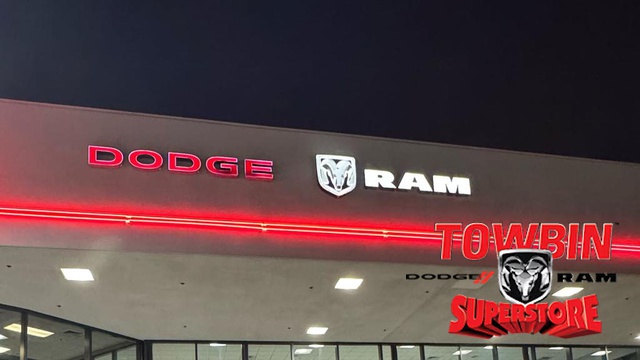 DODGE RAM
TOWBIN
DODGE RAM
SUPERSTORE